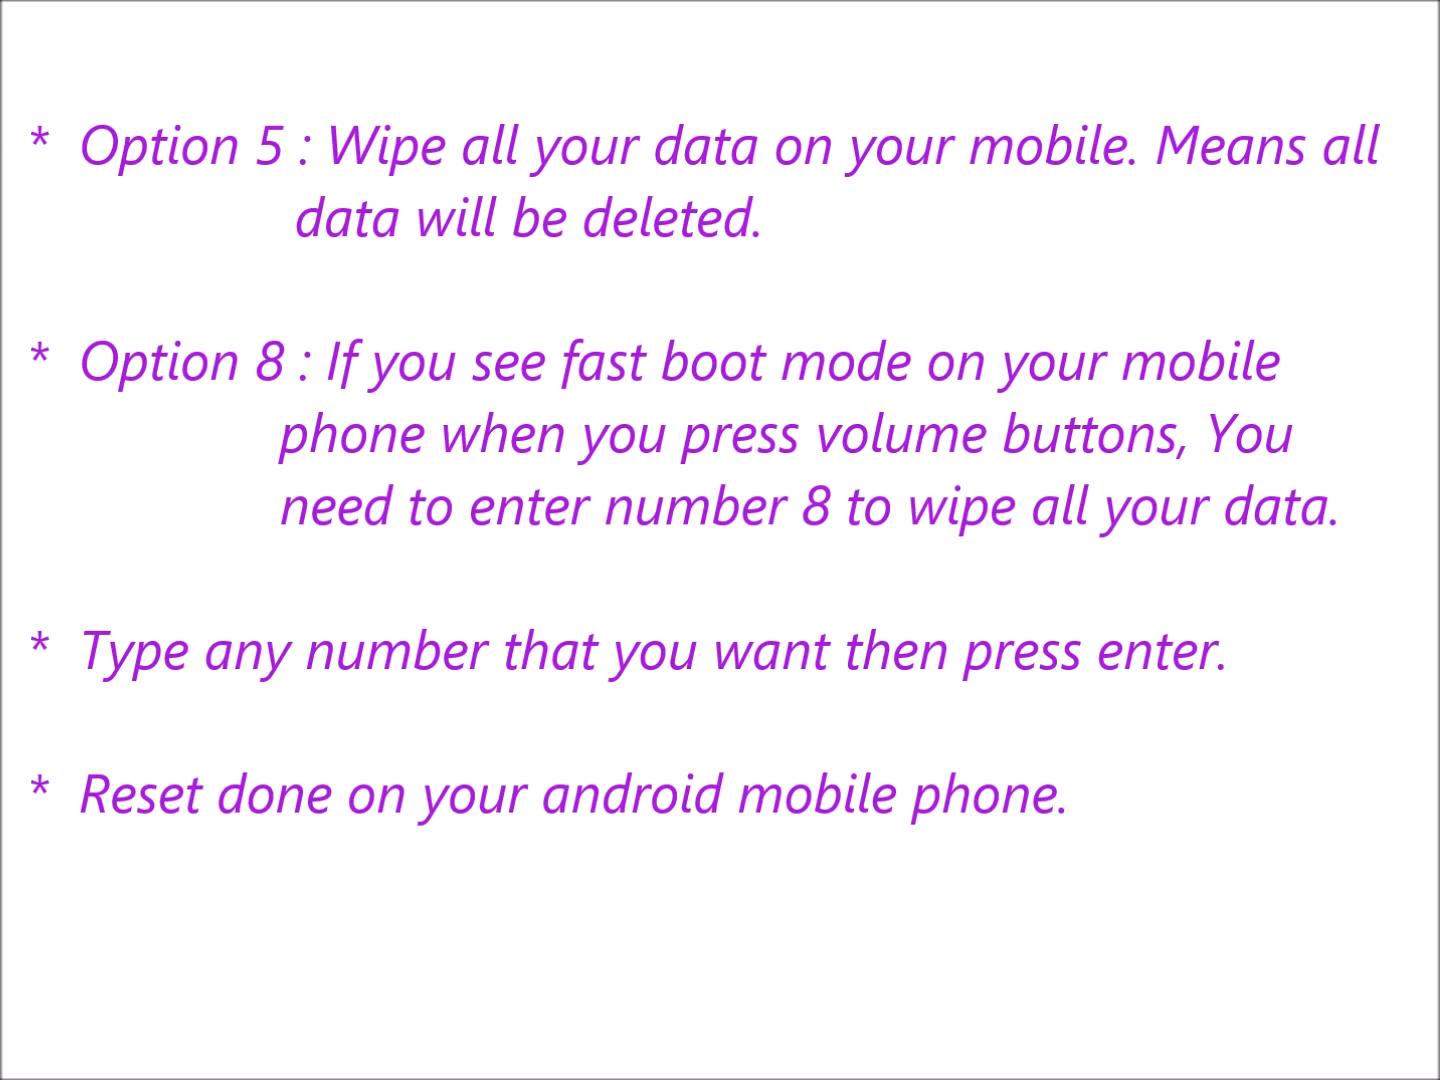 * Option 5 : Wipe all your data on your mobile. Means all
data will be deleted.
* Option 8 : If you see fast boot mode on your mobile
phone when you press volume buttons, You
need to enter number 8 to wipe all your data.
* Type any number that you want then press enter.
* Reset done on your android mobile phone.